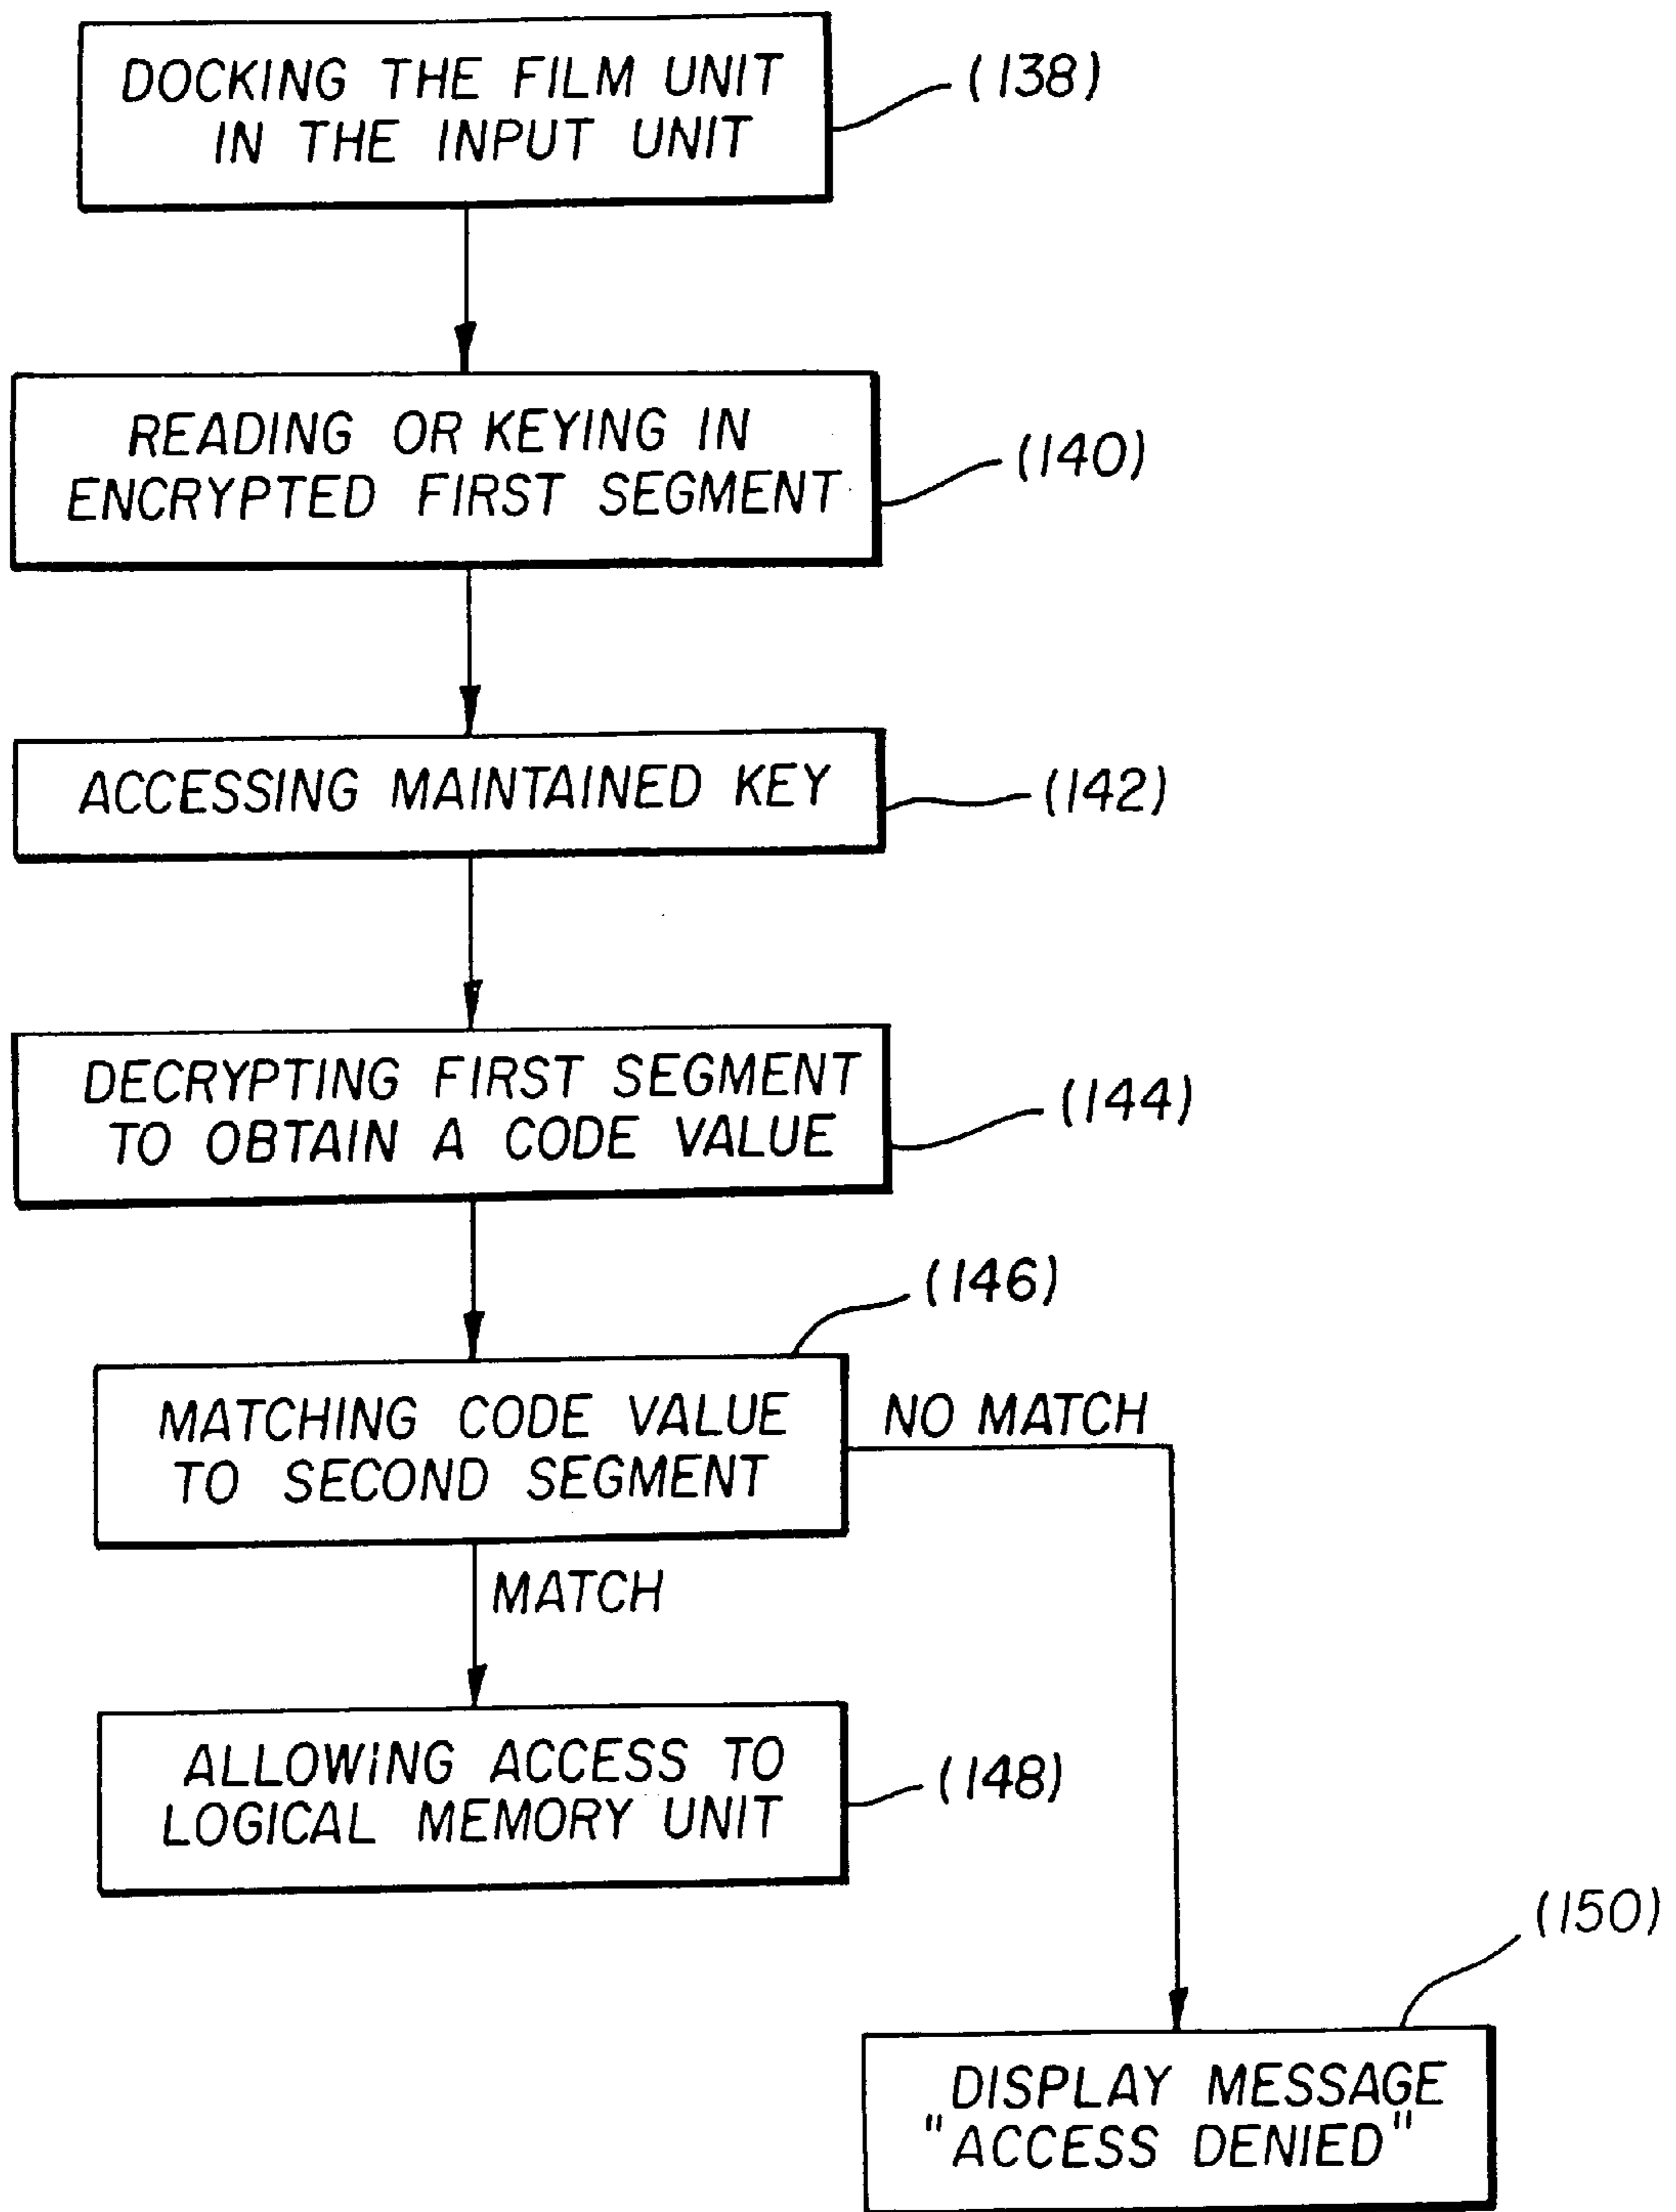 DOCKING THE FILM UNIT
IN THE INPUT UNIT
(138)
READING OR KEYING IN
ENCRYPTED FIRST SEGMENT
(140)
ACCESSING MAINTAINED KEY
(142)
DECRYPTING FIRST SEGMENT
TO OBTAIN A CODE VALUE
(144)
(146)
MATCHING CODE VALUE
TO SECOND SEGMENT
NO MATCH
MATCH
ALLOWING ACCESS TO
LOGICAL MEMORY UNIT
(148)
(150)
DISPLAY MESSAGE
"ACCESS DENIED"